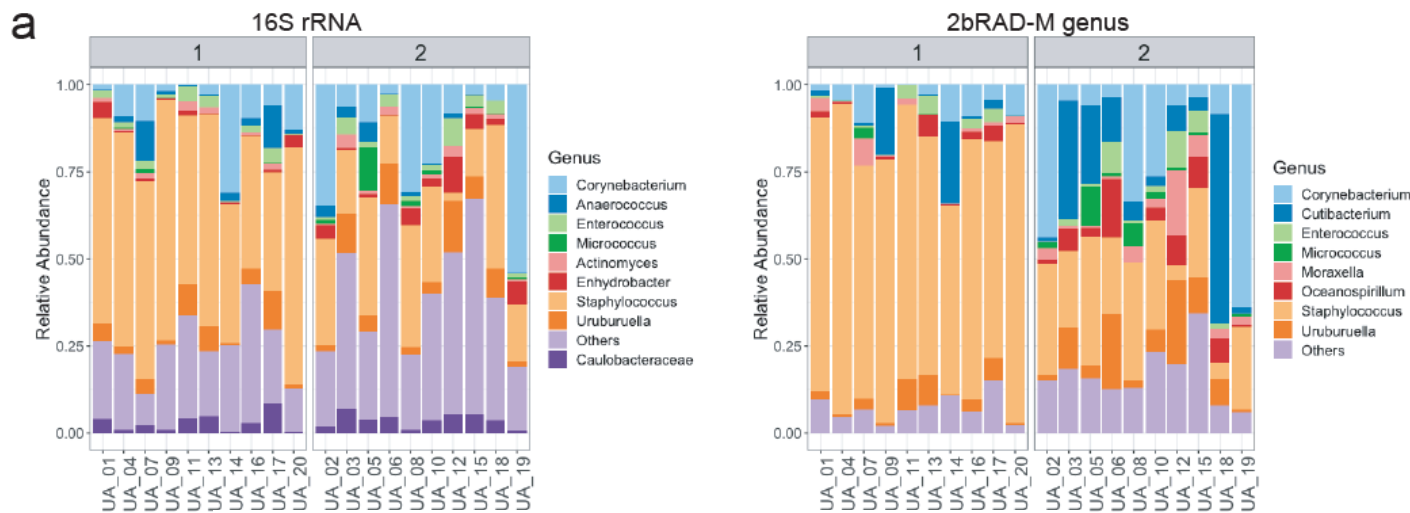 a
16S rRNA
2bRAD-M genus
1
2
1
2
Relative Abundance
1.00
0.75
0.50
0.25
0.00
UA_01
UA_04
UA_07
UA_09
UA_11
UA_13
UA_14
UA_16
UA_17
UA_20
UA_02
UA_03
UA_05
UA_06
UA_08
UA_10
UA_12
UA_15
UA_18
UA_19
Genus
Corynebacterium
Anaerococcus
Enterococcus
Micrococcus
Actinomyces
Enhydrobacter
Staphylococcus
Uruburuella
Others
Caulobacteraceae
Relative Abundance
1.00
0.75
0.50
0.25
0.00
UA_01
UA_04
UA_07
UA_09
UA_11
UA_13
UA_14
UA_16
UA_17
UA_20
UA_02
UA_03
UA_05
UA_06
UA_08
UA_10
UA_12
UA_15
UA_18
UA_19
Genus
Corynebacterium
Cutibacterium
Enterococcus
Micrococcus
Moraxella
Oceanospirillum
Staphylococcus
Uruburuella
Others